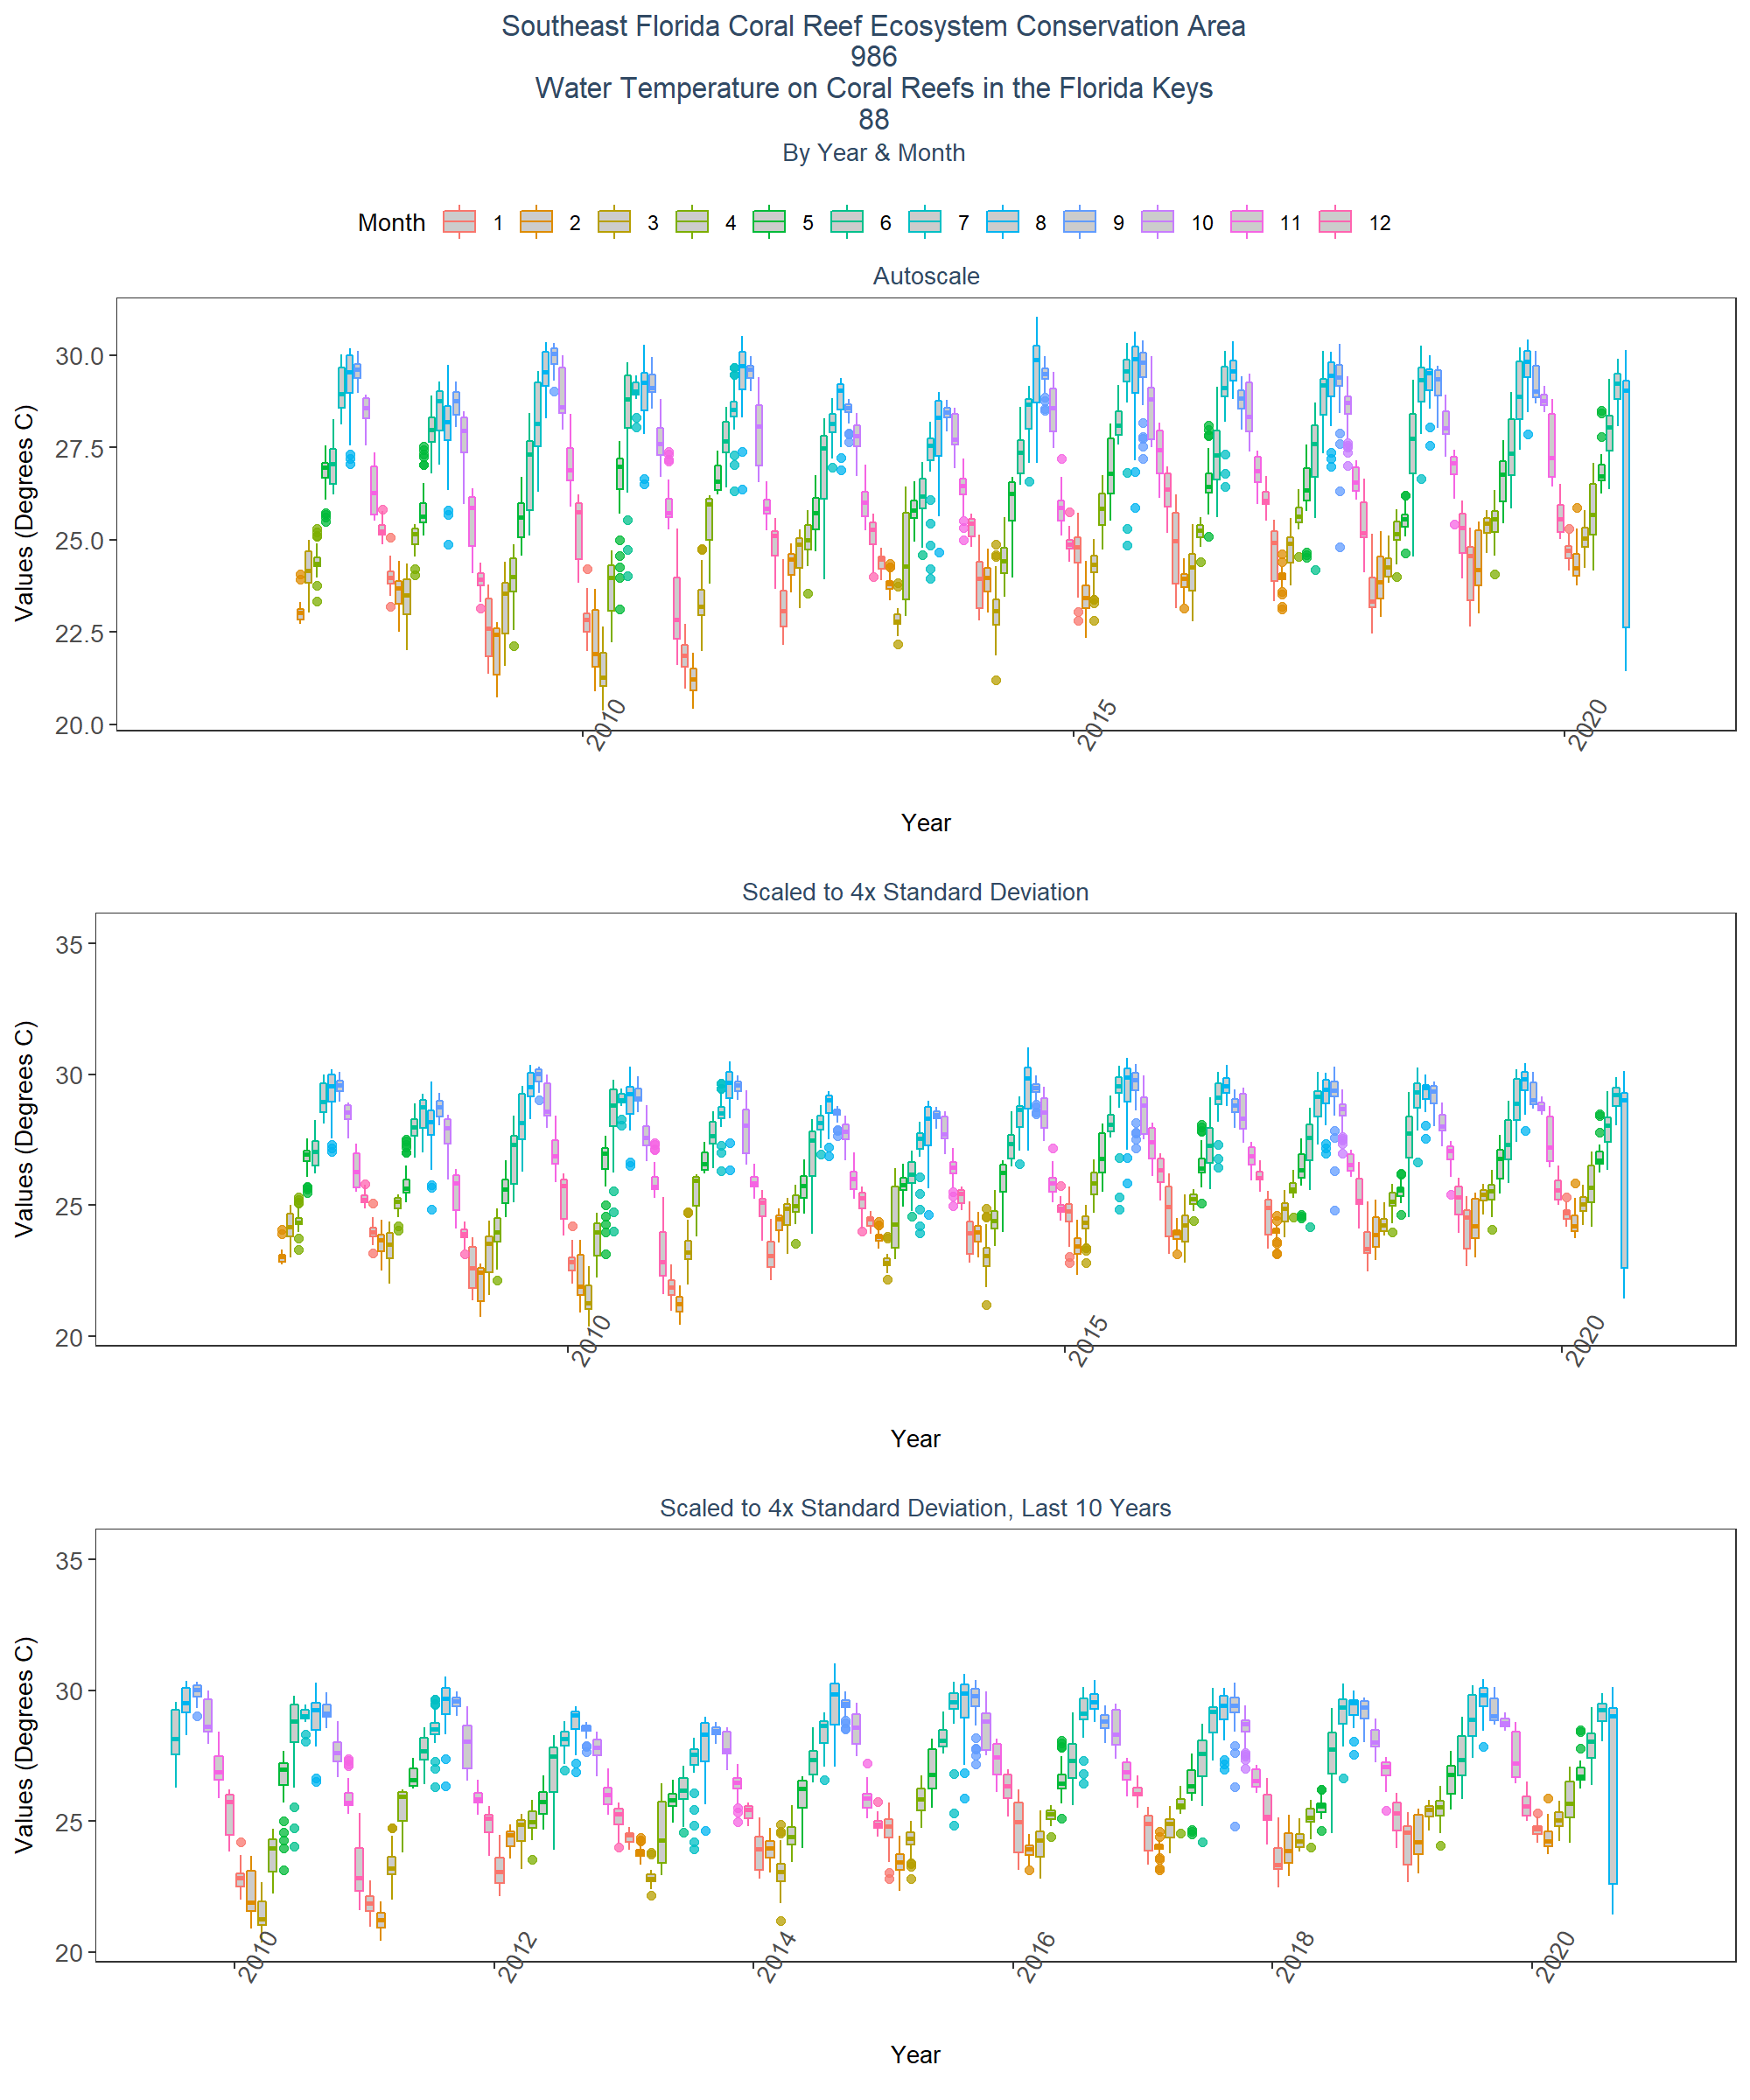 Southeast Florida Coral Reef Ecosystem Conservation Area
986
Water Temperature on Coral Reefs in the Florida Keys
88
By Year & Month
Month 1 2 3 4 5 6 7 8 9 10 11 12
Autoscale
Values (Degrees C)
30.0
27.5
25.0
22.5
20.0
2010 2015 2020
Year
Scaled to 4x Standard Deviation
Values (Degrees C)
35
30
25
20
2010 2015 2020
Year
Scaled to 4x Standard Deviation, Last 10 Years
Values (Degrees C)
35
30
25
20
2010 2012 2014 2016 2018 2020
Year